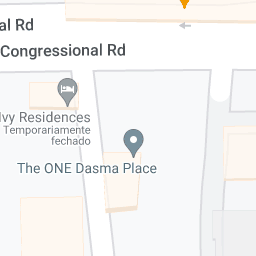 al Rd
Congressional Rd
Ivy Residences
Temporariamente
fechado
The ONE Dasma Place